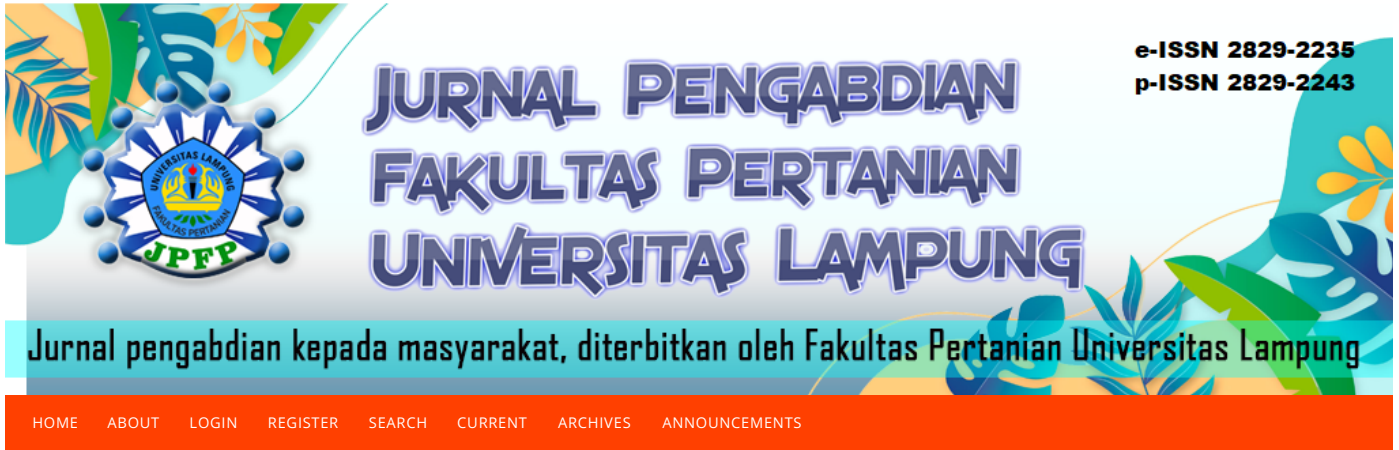 e-ISSN 2829-2235
p-ISSN 2829-2243
JURNAL PENGABDIAN
FAKULTAS PERTANIAN
UNIVERSITAS LAMPUNG
UNIVERSITAS LAMPUNG
FAKULTAS PERTANIAN
JPFP
Jurnal pengabdian kepada masyarakat, diterbitkan oleh Fakultas Pertanian Universitas Lampung
HOME ABOUT LOGIN REGISTER SEARCH CURRENT ARCHIVES ANNOUNCEMENTS